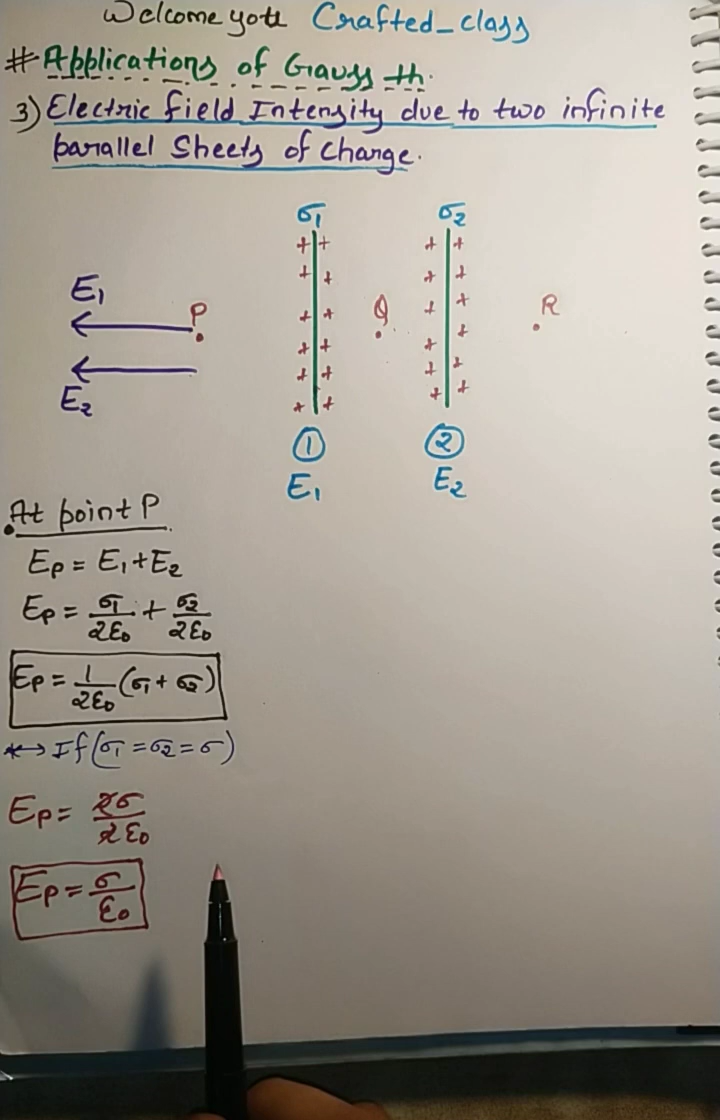 Welcome you Crafted_class
# Applications of Gauss th.
3) Electric field Intensity due to two infinite
parallel Sheets of Charge.
σ₁ σ₂
E₁
P Q R
E₂
① ②
E₁ E₂
At point P
Ep = E₁ + E₂
Ep = σ₁/2ε₀ + σ₂/2ε₀
Ep = 1/2ε₀ (σ₁ + σ₂)
*→ If (σ₁ = σ₂ = σ)
Ep = 2σ/2ε₀
Ep = σ/ε₀